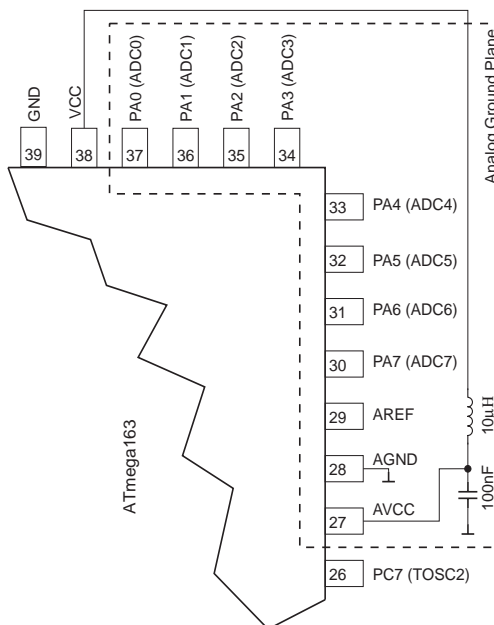 GND
VCC
PA0 (ADC0)
PA1 (ADC1)
PA2 (ADC2)
PA3 (ADC3)
Analog Ground Plane
39
38
37
36
35
34
33
PA4 (ADC4)
32
PA5 (ADC5)
31
PA6 (ADC6)
30
PA7 (ADC7)
29
AREF
28
AGND
27
AVCC
26
PC7 (TOSC2)
10μH
100nF
ATmega163